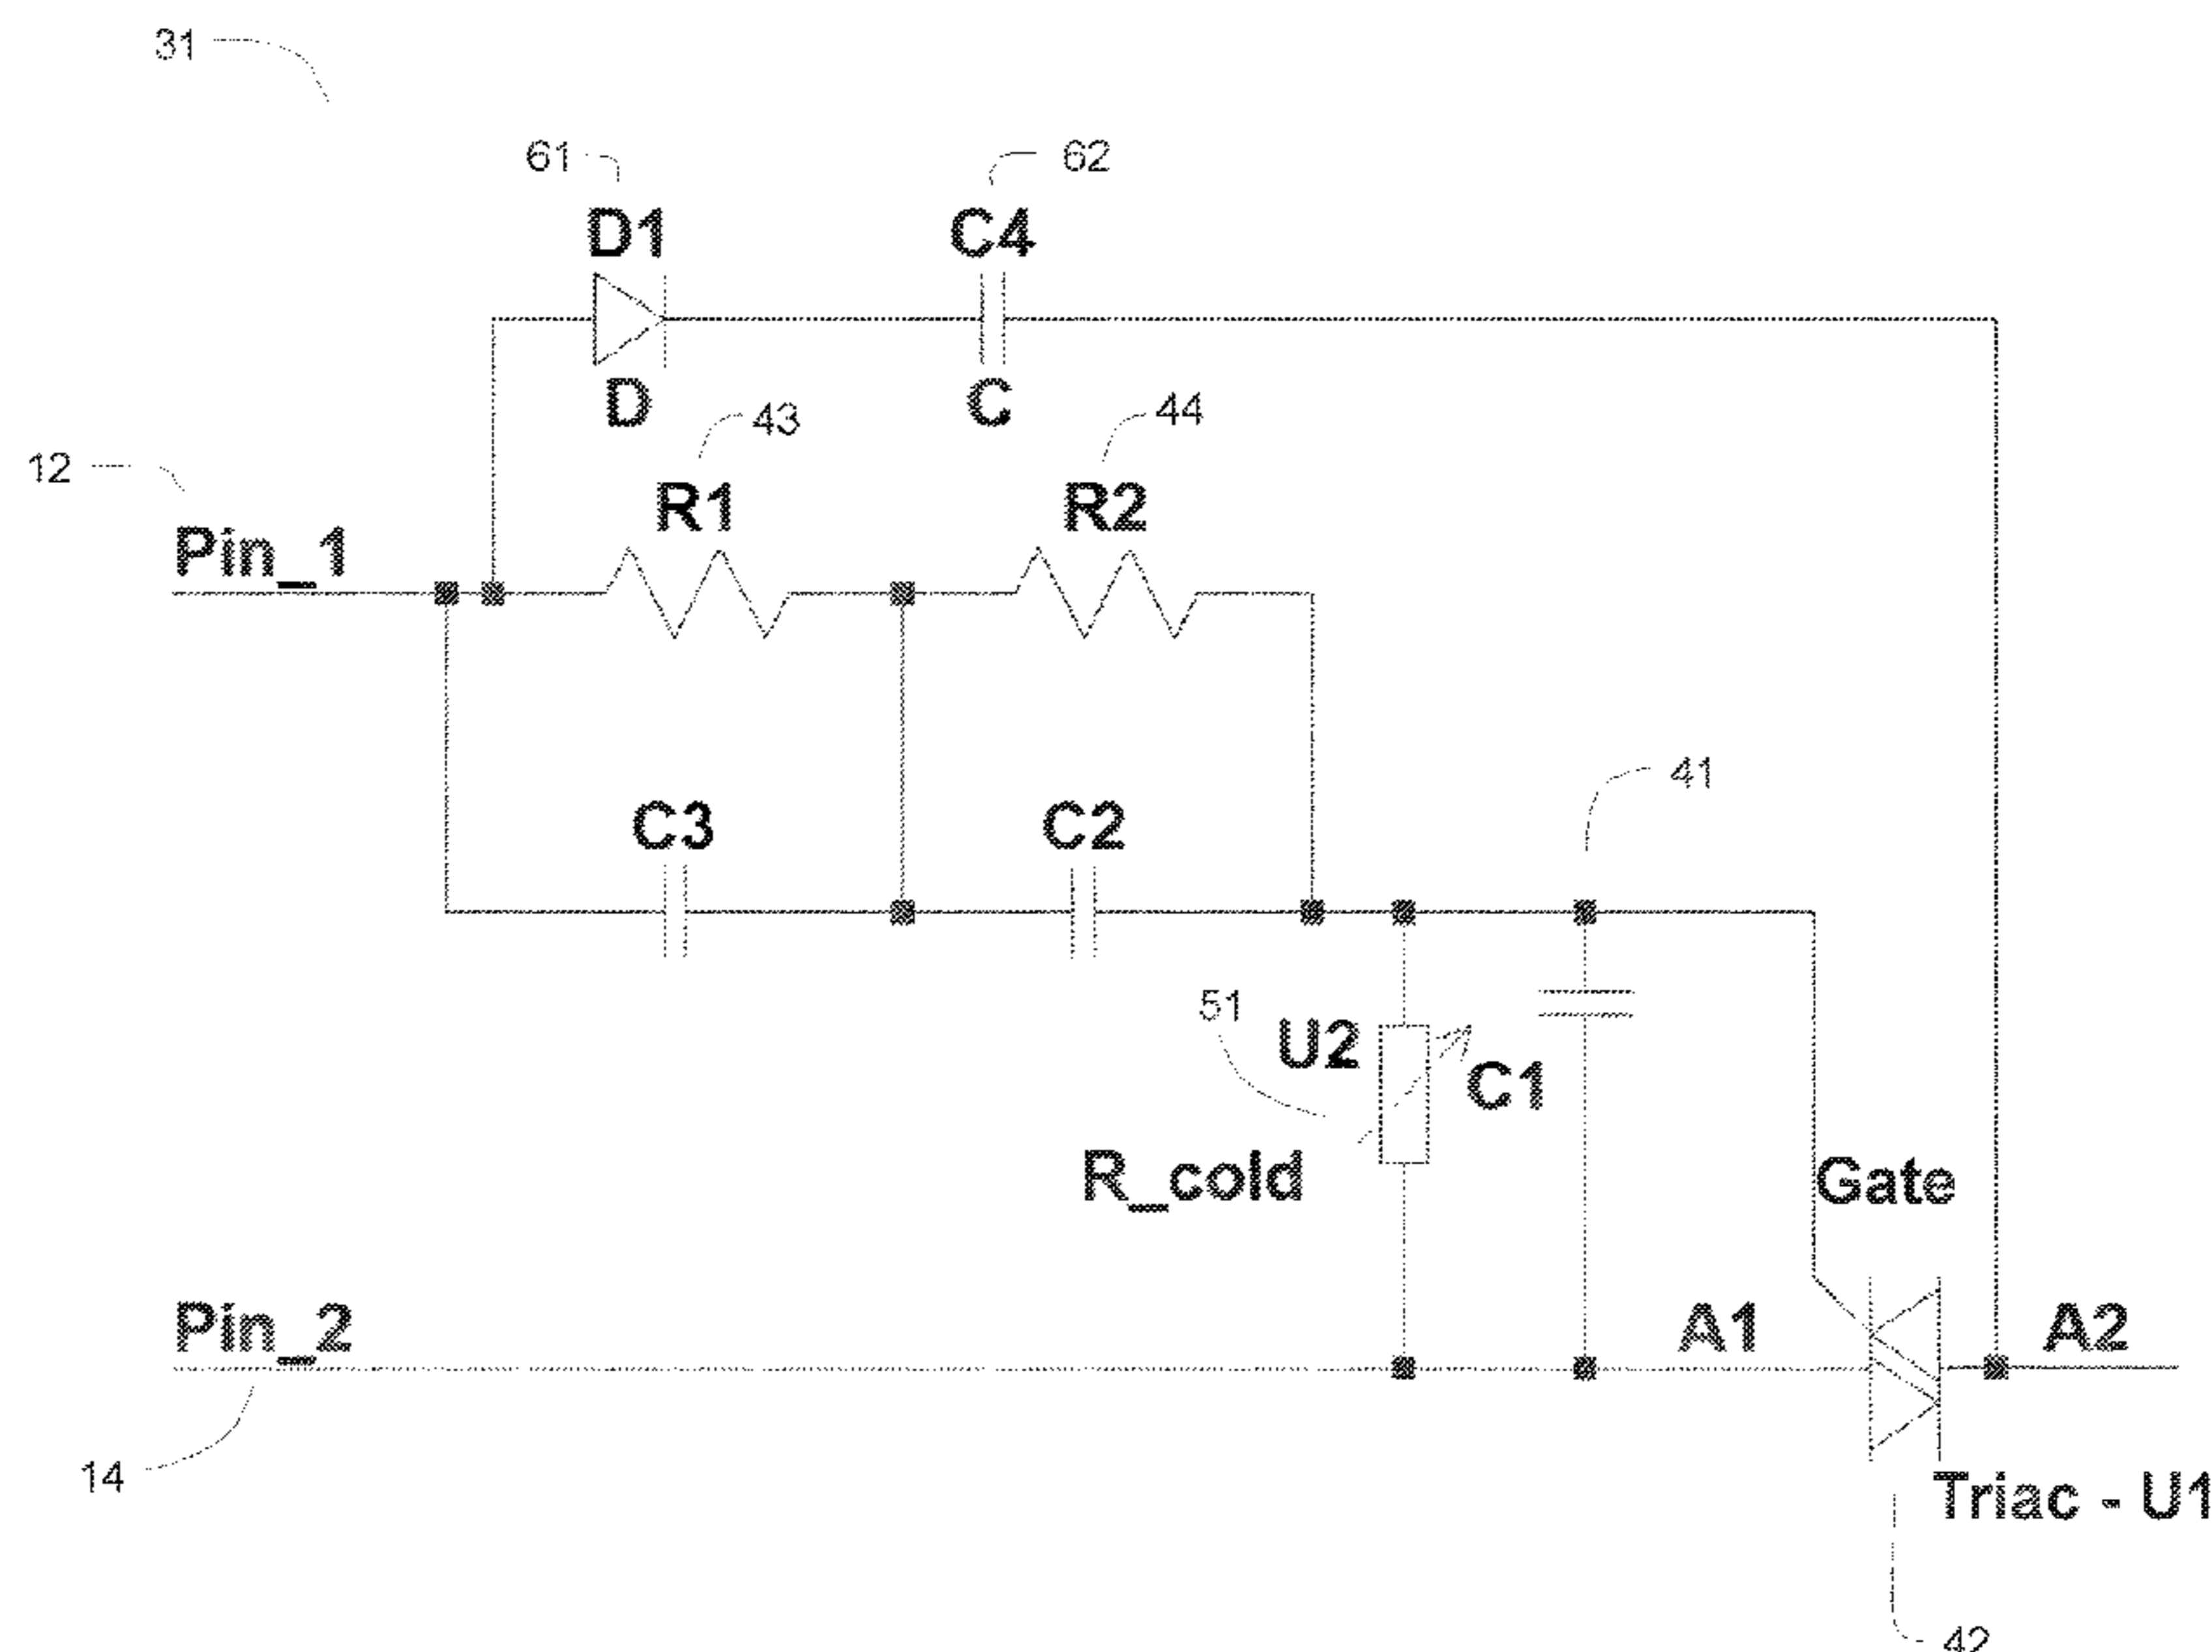 31
61
62
D1
C4
D
C
43
44
12
R1
R2
Pin_1
41
C3
C2
51
U2
C1
R_cold
Gate
Pin_2
A1
A2
14
Triac - U1
42